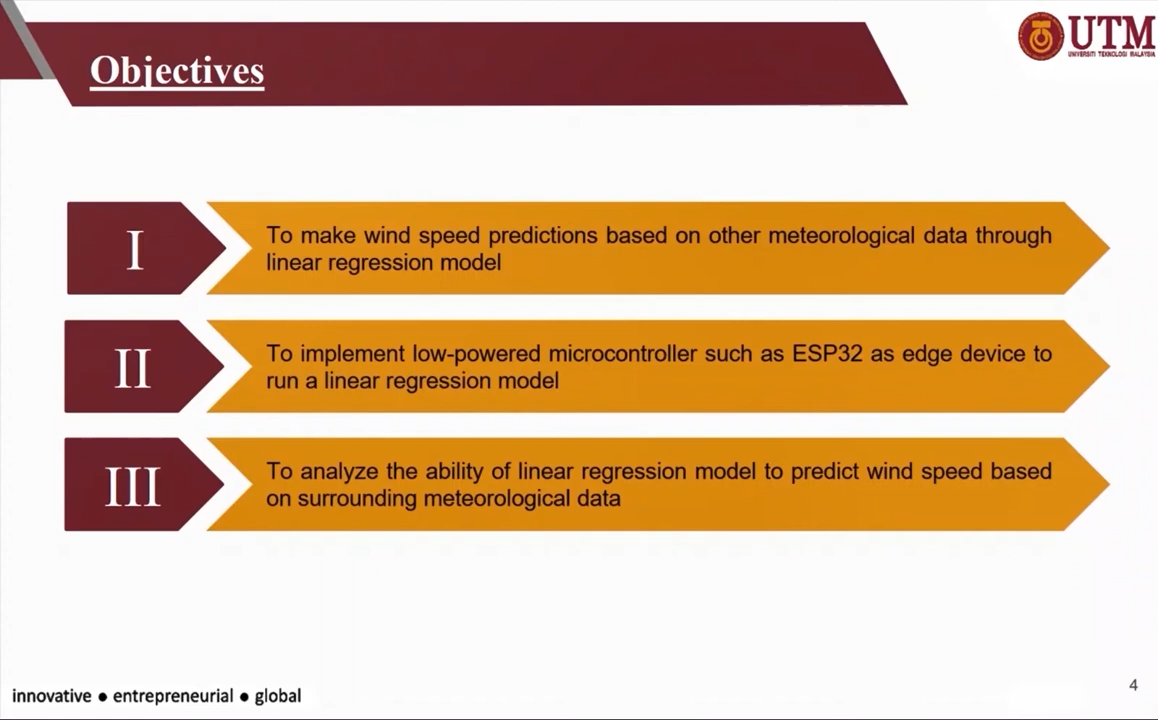 Objectives
UTM
UNIVERSITI TEKNOLOGI MALAYSIA
I
To make wind speed predictions based on other meteorological data through
linear regression model
II
To implement low-powered microcontroller such as ESP32 as edge device to
run a linear regression model
III
To analyze the ability of linear regression model to predict wind speed based
on surrounding meteorological data
innovative ● entrepreneurial ● global
4